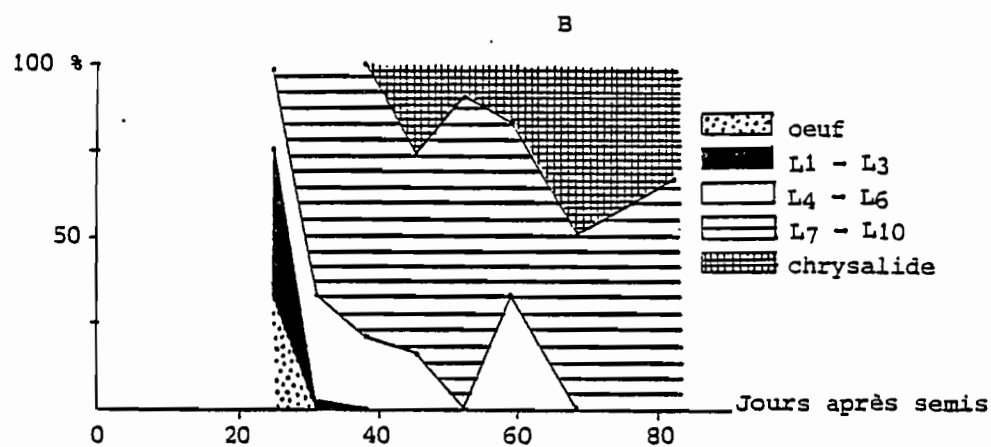 B
100 %
50
0
20
40
60
80
Jours après semis
oeuf
L1 - L3
L4 - L6
L7 - L10
chrysalide